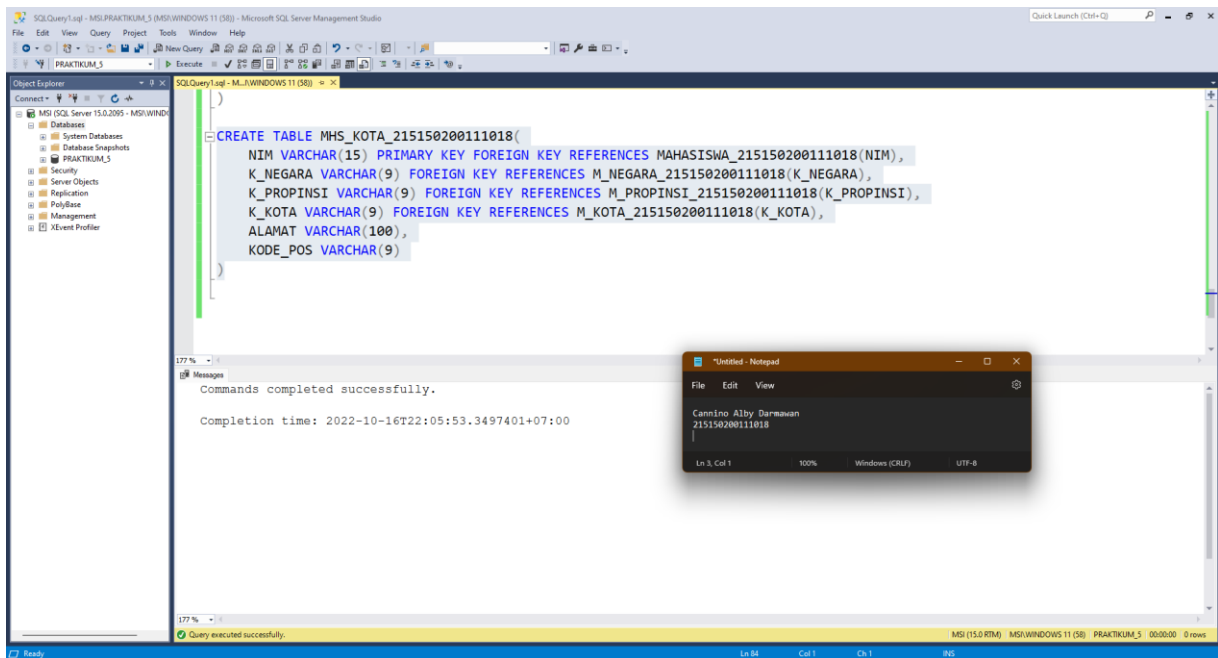 SQLQuery1.sql - MSI.PRAKTIKUM_5 (MSI\WINDOWS 11 (58)) - Microsoft SQL Server Management Studio
Quick Launch (Ctrl+Q)
File Edit View Query Project Tools Window Help
New Query
PRAKTIKUM_5
Execute
Object Explorer
SQLQuery1.sql - M...I\WINDOWS 11 (58))
Connect
MSI (SQL Server 15.0.2095 - MSI\WIND
Databases
System Databases
Database Snapshots
PRAKTIKUM_5
Security
Server Objects
Replication
PolyBase
Management
XEvent Profiler
)
CREATE TABLE MHS_KOTA_215150200111018(
NIM VARCHAR(15) PRIMARY KEY FOREIGN KEY REFERENCES MAHASISWA_215150200111018(NIM),
K_NEGARA VARCHAR(9) FOREIGN KEY REFERENCES M_NEGARA_215150200111018(K_NEGARA),
K_PROPINSI VARCHAR(9) FOREIGN KEY REFERENCES M_PROPINSI_215150200111018(K_PROPINSI),
K_KOTA VARCHAR(9) FOREIGN KEY REFERENCES M_KOTA_215150200111018(K_KOTA),
ALAMAT VARCHAR(100),
KODE_POS VARCHAR(9)
)
177 %
Messages
Commands completed successfully.
Completion time: 2022-10-16T22:05:53.3497401+07:00
*Untitled - Notepad
File Edit View
Cannino Alby Darmawan
215150200111018
Ln 3, Col 1 100% Windows (CRLF) UTF-8
177 %
Query executed successfully.
MSI (15.0 RTM) MSI\WINDOWS 11 (58) PRAKTIKUM_5 00:00:00 0 rows
Ready Ln 84 Col 1 Ch 1 INS